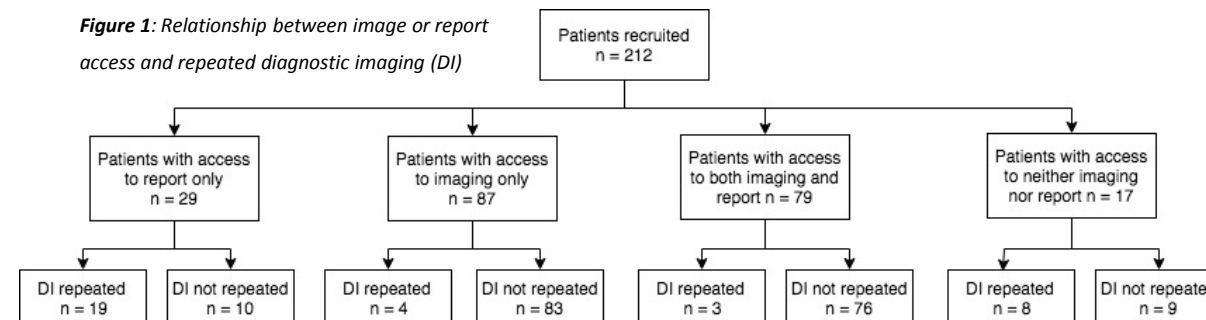 Figure 1: Relationship between image or report
access and repeated diagnostic imaging (DI)
Patients recruited
n = 212
Patients with access
to report only
n = 29
Patients with access
to imaging only
n = 87
Patients with access
to both imaging and
report n = 79
Patients with access
to neither imaging
nor report n = 17
DI repeated
n = 19
DI not repeated
n = 10
DI repeated
n = 4
DI not repeated
n = 83
DI repeated
n = 3
DI not repeated
n = 76
DI repeated
n = 8
DI not repeated
n = 9